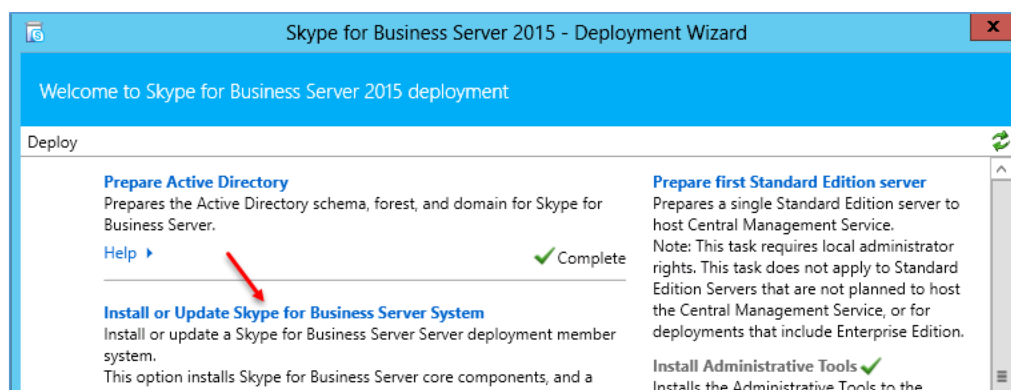 Skype for Business Server 2015 - Deployment Wizard
x
Welcome to Skype for Business Server 2015 deployment
Deploy
Prepare Active Directory
Prepares the Active Directory schema, forest, and domain for Skype for
Business Server.
Help
Complete
Install or Update Skype for Business Server System
Install or update a Skype for Business Server Server deployment member
system.
This option installs Skype for Business Server core components, and a
Prepare first Standard Edition server
Prepares a single Standard Edition server to
host Central Management Service.
Note: This task requires local administrator
rights. This task does not apply to Standard
Edition Servers that are not planned to host
the Central Management Service, or for
deployments that include Enterprise Edition.
Install Administrative Tools
Installs the Administrative Tools to the